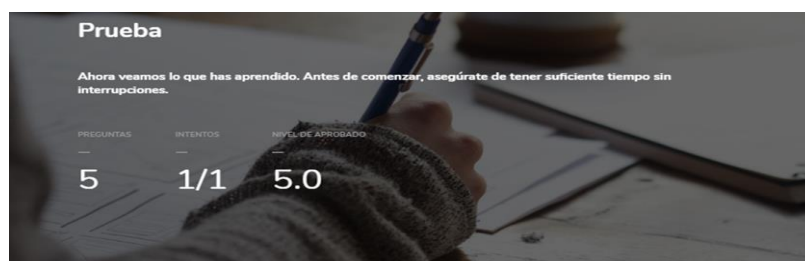 Prueba
Ahora veamos lo que has aprendido. Antes de comenzar, asegúrate de tener suficiente tiempo sin
interrupciones.
PREGUNTAS INTENTOS NIVEL DE APROBADO
5 1/1 5.0